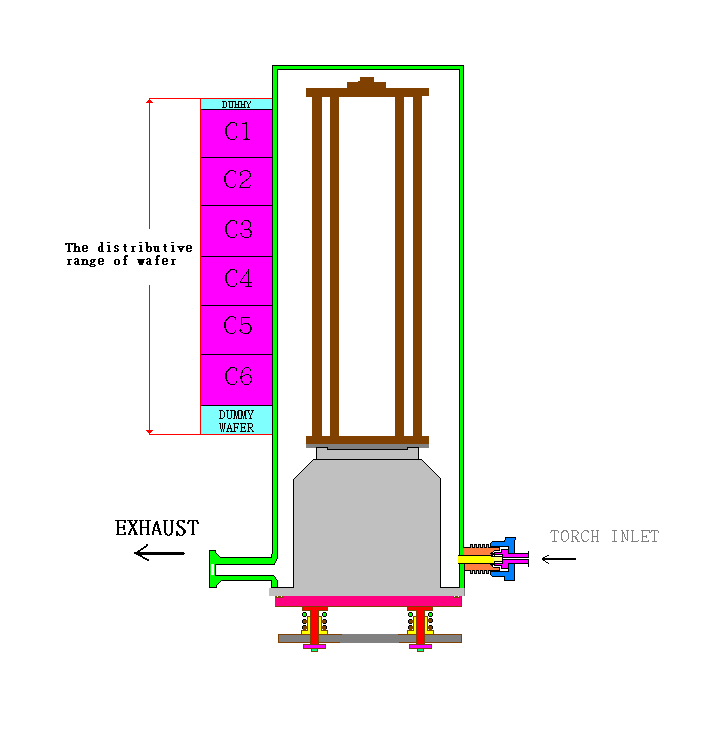 DUMMY
C1
C2
C3
The distributive
range of wafer
C4
C5
C6
DUMMY
WAFER
EXHAUST
TORCH INLET